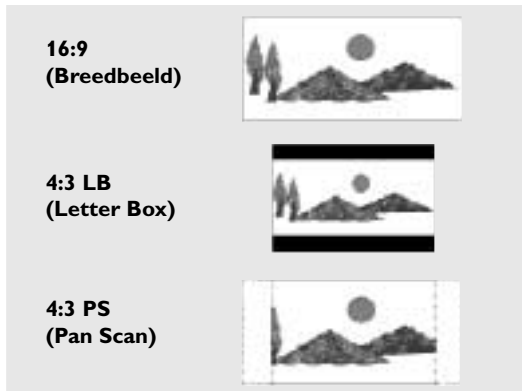 16:9
(Breedbeeld)
4:3 LB
(Letter Box)
4:3 PS
(Pan Scan)